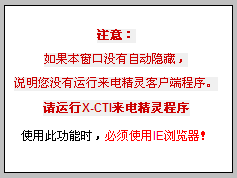 注意：
如果本窗口没有自动隐藏，
说明您没有运行来电精灵客户端程序。
请运行X-CTI来电精灵程序
使用此功能时，必须使用IE浏览器！